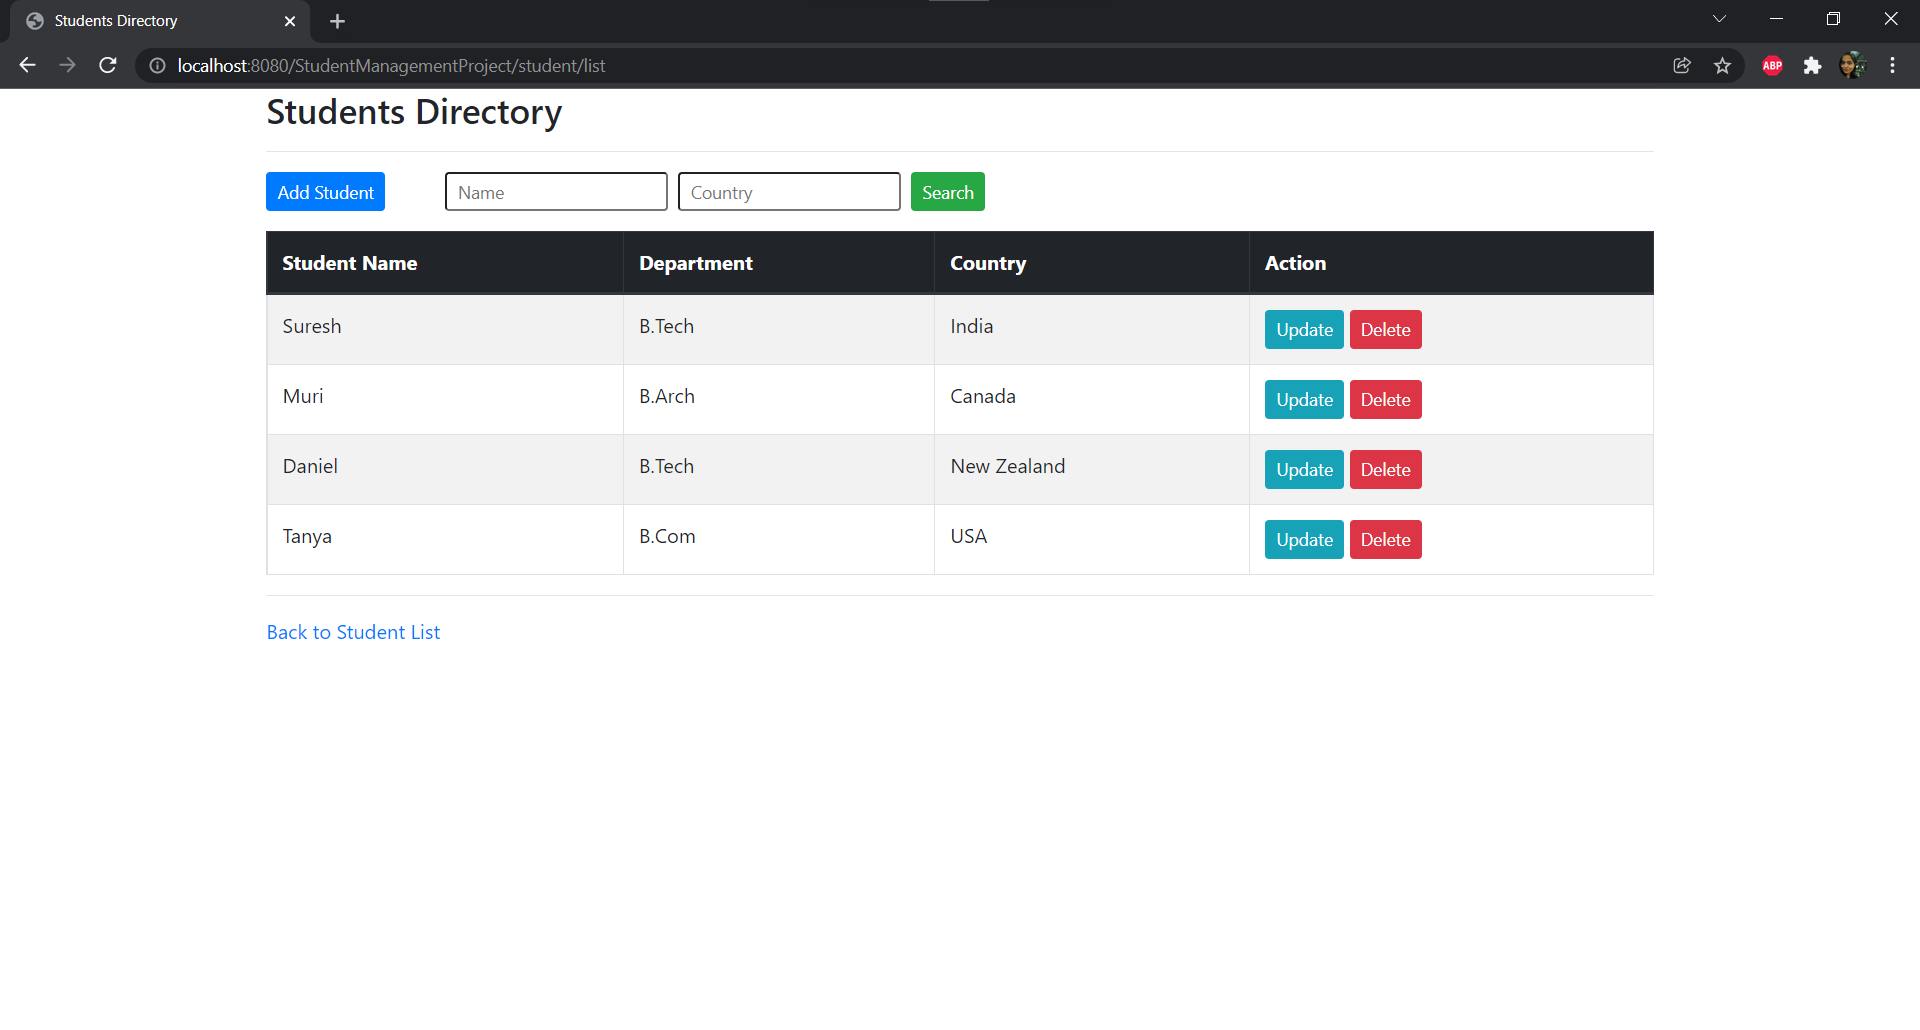 Students Directory
localhost:8080/StudentManagementProject/student/list
ABP
Students Directory
Add Student Name Country Search
Student Name Department Country Action
Suresh B.Tech India Update Delete
Muri B.Arch Canada Update Delete
Daniel B.Tech New Zealand Update Delete
Tanya B.Com USA Update Delete
Back to Student List